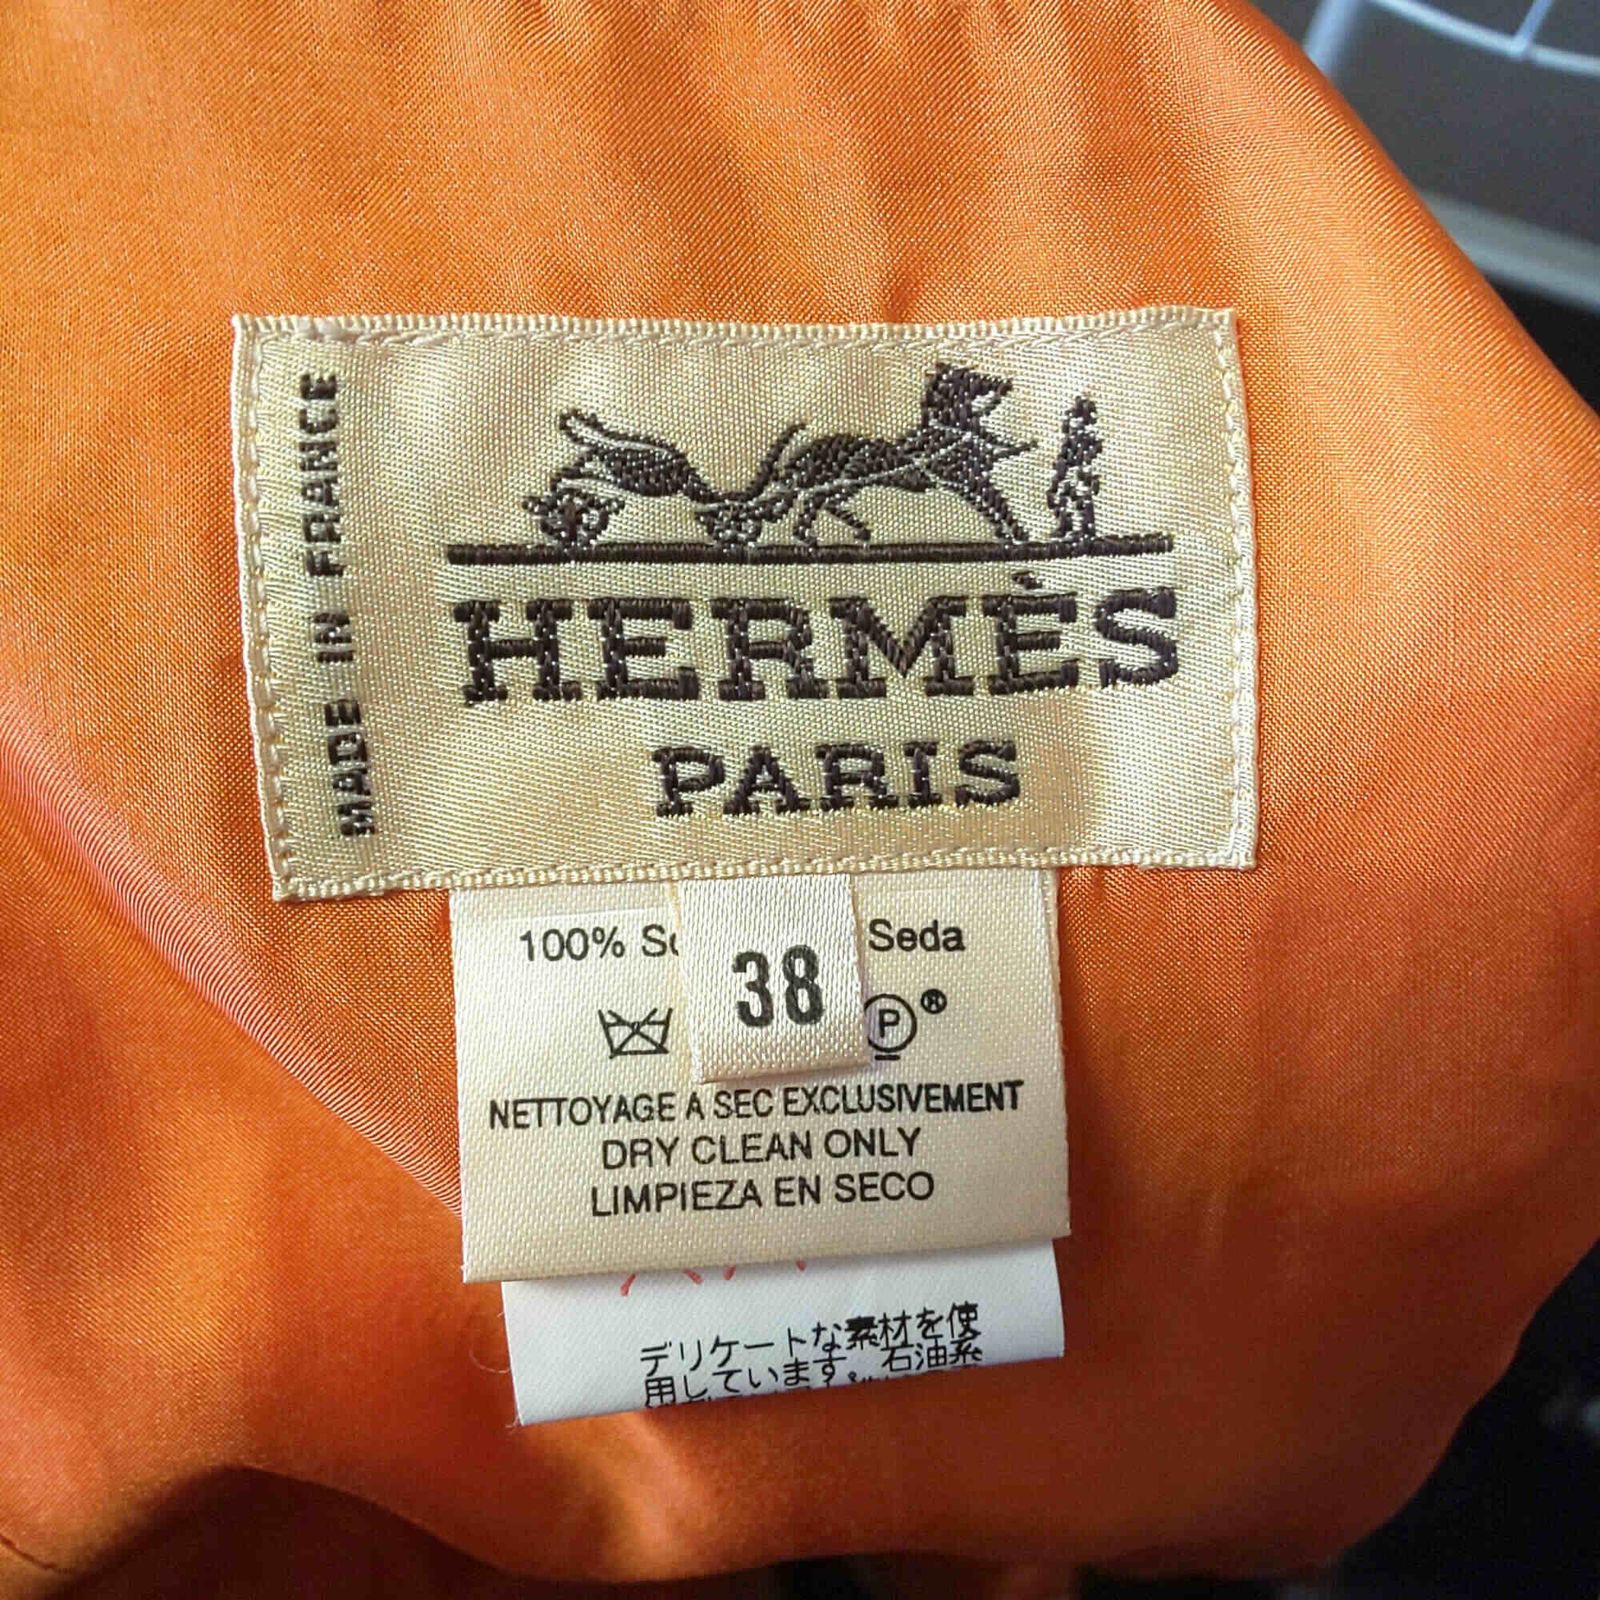 MADE IN FRANCE
HERMÈS
PARIS
100% Seda
38
P ®
NETTOYAGE A SEC EXCLUSIVEMENT
DRY CLEAN ONLY
LIMPIEZA EN SECO
デリケートな素材を使
用しています。石油系